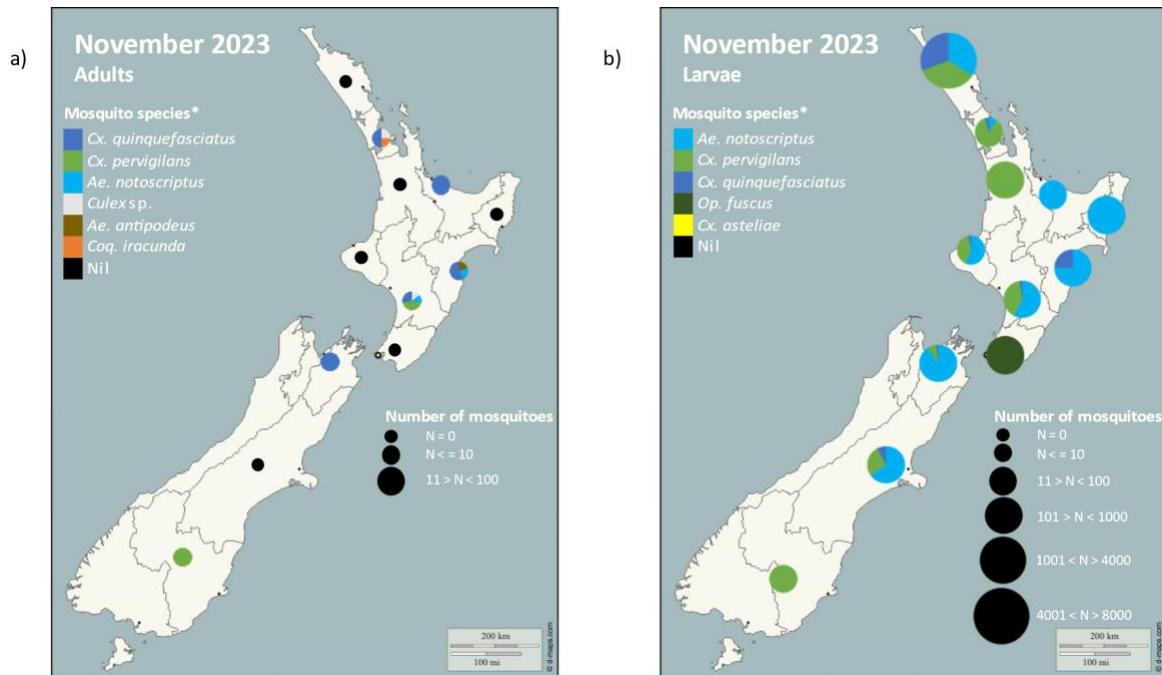 a)
November 2023
Adults
Mosquito species*
Cx. quinquefasciatus
Cx. pervigilans
Ae. notoscriptus
Culex sp.
Ae. antipodeus
Coq. iracunda
Nil
Number of mosquitoes
N = 0
N <= 10
11 > N < 100
200 km
100 mi
© d-maps.com
b)
November 2023
Larvae
Mosquito species*
Ae. notoscriptus
Cx. pervigilans
Cx. quinquefasciatus
Op. fuscus
Cx. asteliae
Nil
Number of mosquitoes
N = 0
N <= 10
11 > N < 100
101 > N < 1000
1001 < N > 4000
4001 < N > 8000
200 km
100 mi
© d-maps.com